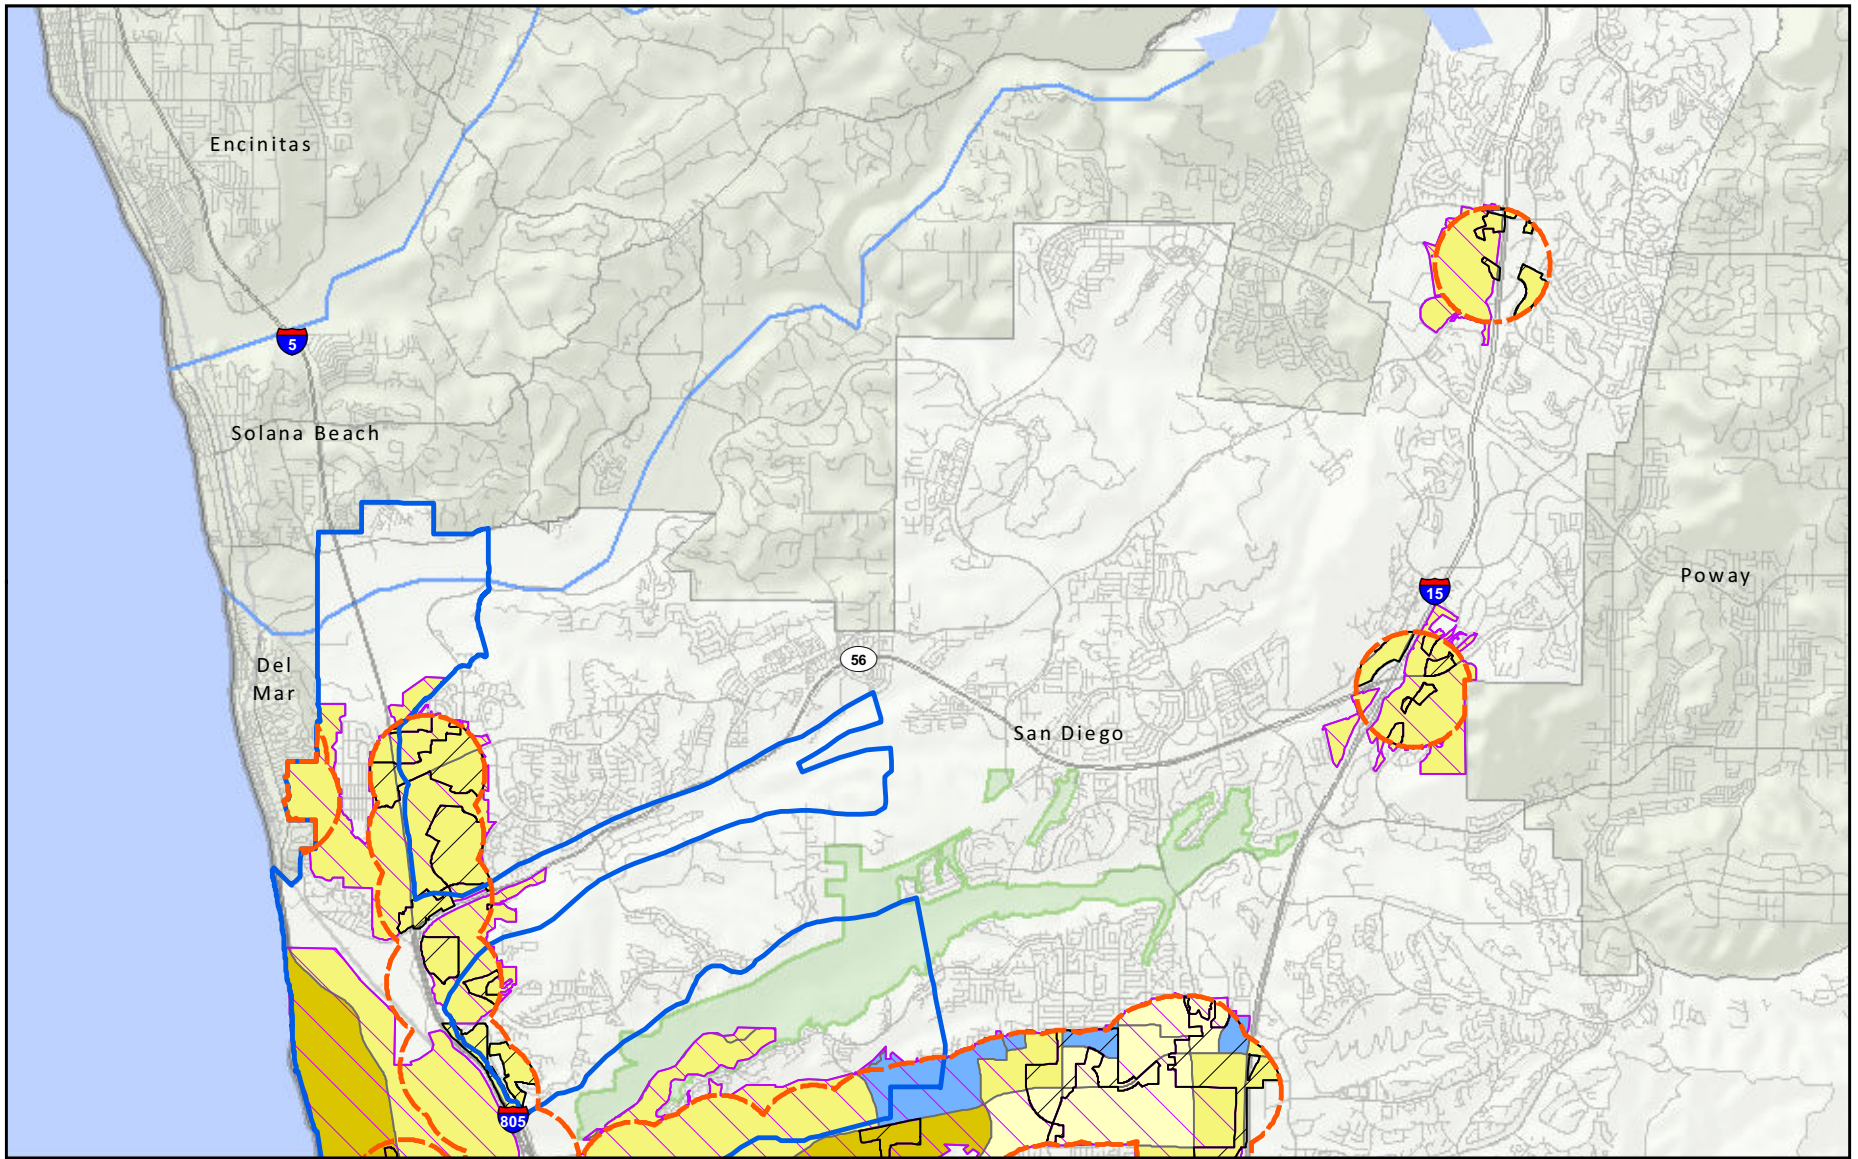 Encinitas
5
Solana Beach
Poway
15
56
Del
Mar
San Diego
805